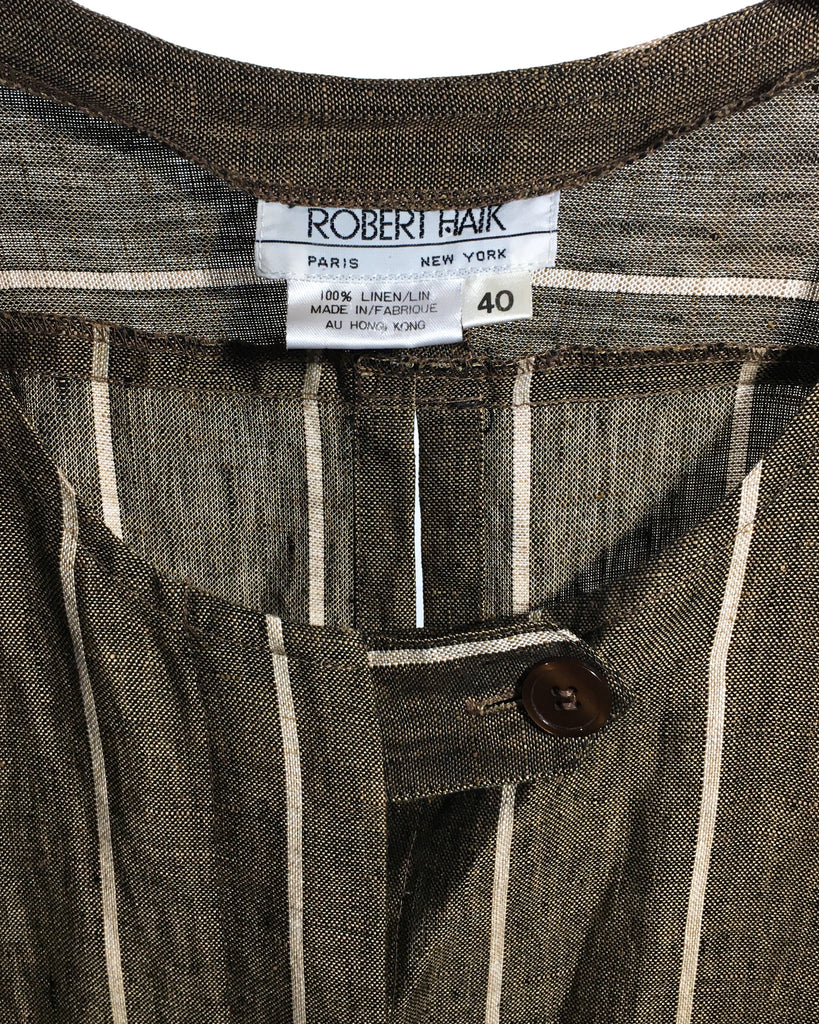 ROBERT HAIK
PARIS NEW YORK
100% LINEN/LIN
MADE IN/FABRIQUE
AU HONG KONG
40